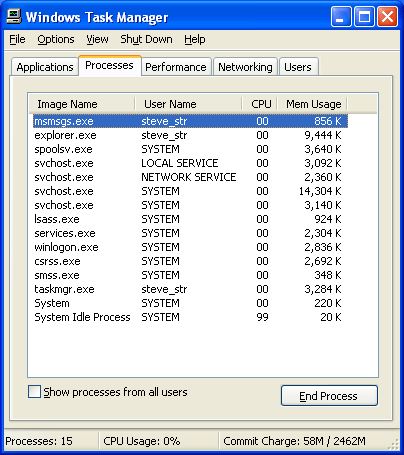 Windows Task Manager
File Options View Shut Down Help
Applications Processes Performance Networking Users
Image Name User Name CPU Mem Usage
msmsgs.exe steve_str 00 856 K
explorer.exe steve_str 00 9,444 K
spoolsv.exe SYSTEM 00 3,640 K
svchost.exe LOCAL SERVICE 00 3,092 K
svchost.exe NETWORK SERVICE 00 2,360 K
svchost.exe SYSTEM 00 14,304 K
svchost.exe SYSTEM 00 3,140 K
lsass.exe SYSTEM 00 924 K
services.exe SYSTEM 00 2,304 K
winlogon.exe SYSTEM 00 2,836 K
csrss.exe SYSTEM 00 2,692 K
smss.exe SYSTEM 00 348 K
taskmgr.exe steve_str 00 3,284 K
System SYSTEM 00 220 K
System Idle Process SYSTEM 99 20 K
Show processes from all users End Process
Processes: 15 CPU Usage: 0% Commit Charge: 58M / 2462M